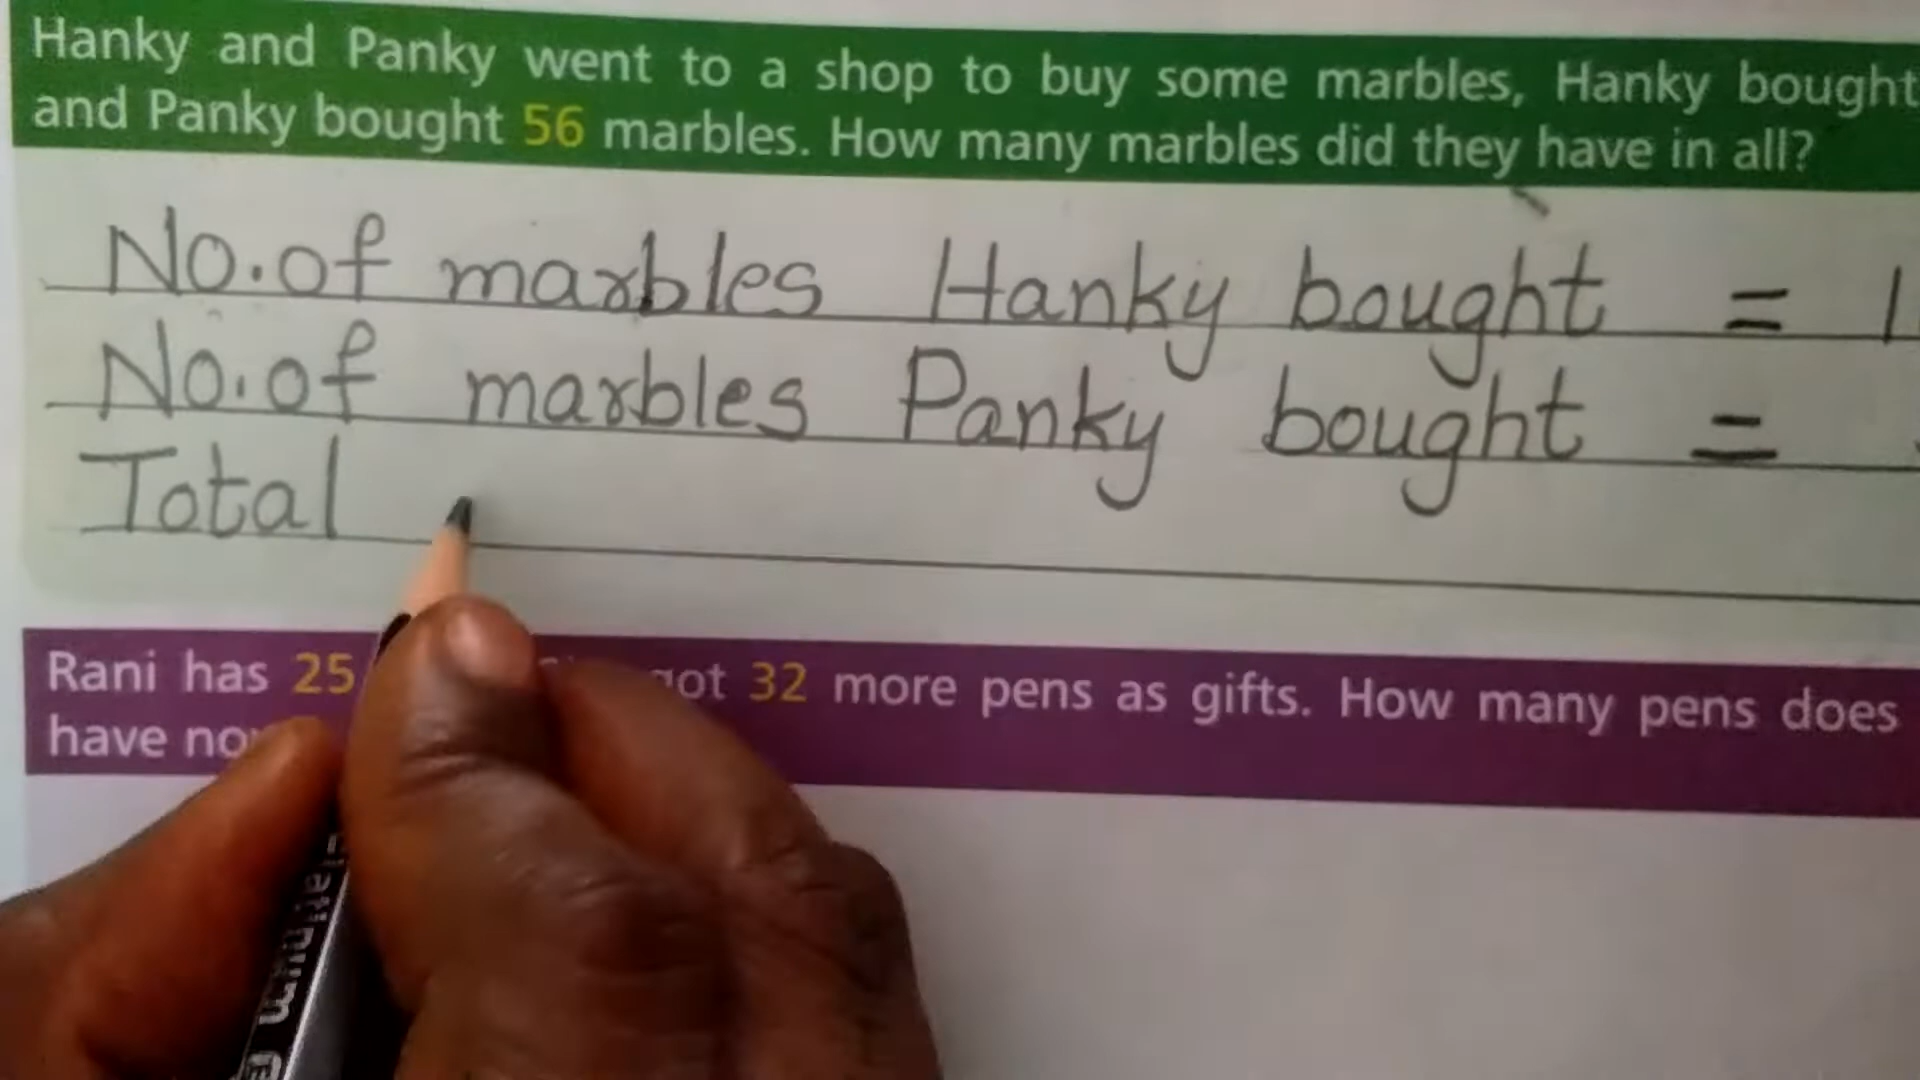 Hanky and Panky went to a shop to buy some marbles, Hanky bought
and Panky bought 56 marbles. How many marbles did they have in all?
No. of marbles Hanky bought = 1
No. of marbles Panky bought =
Total
Rani has 25 got 32 more pens as gifts. How many pens does
have